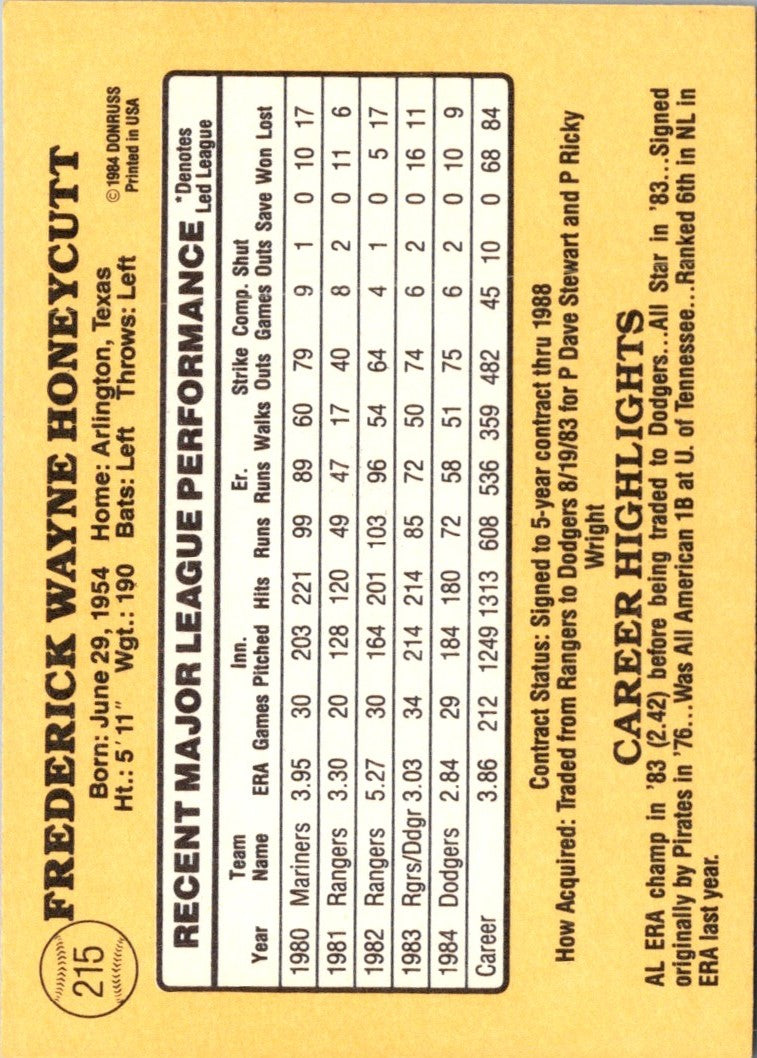 215
FREDERICK WAYNE HONEYCUTT
Born: June 29, 1954 Home: Arlington, Texas
Ht.: 5'11" Wgt.: 190 Bats: Left Throws: Left
© 1984 DONRUSS
Printed in USA
RECENT MAJOR LEAGUE PERFORMANCE *Denotes Led League
Year Team Name ERA Games Inn. Pitched Hits Runs Er. Runs Walks Strike Outs Comp. Games Shut Outs Save Won Lost
1980 Mariners 3.95 30 203 221 99 89 60 79 9 1 0 10 17
1981 Rangers 3.30 20 128 120 49 47 17 40 8 2 0 11 6
1982 Rangers 5.27 30 164 201 103 96 54 64 4 1 0 5 17
1983 Rgrs/Ddgr 3.03 34 214 214 85 72 50 74 6 2 0 16 11
1984 Dodgers 2.84 29 184 180 72 58 51 75 6 2 0 10 9
Career 3.86 212 1249 1313 608 536 359 482 45 10 0 68 84
Contract Status: Signed to 5-year contract thru 1988
How Acquired: Traded from Rangers to Dodgers 8/19/83 for P Dave Stewart and P Ricky
Wright
CAREER HIGHLIGHTS
AL ERA champ in '83 (2.42) before being traded to Dodgers...All Star in '83...Signed
originally by Pirates in '76...Was All American 1B at U. of Tennessee...Ranked 6th in NL in
ERA last year.